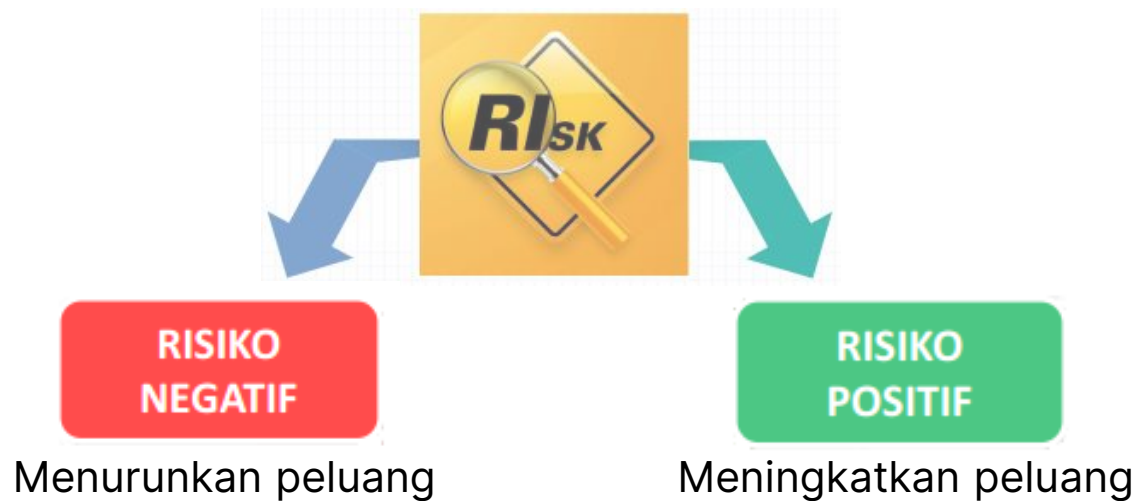 RISK
RISIKO
NEGATIF
RISIKO
POSITIF
Menurunkan peluang
Meningkatkan peluang